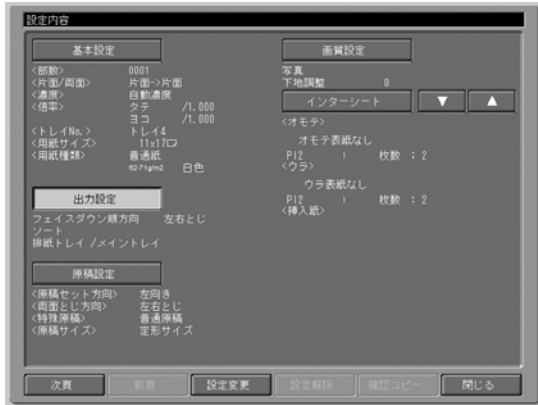 設定内容
基本設定
<部数> 0001
<片面/両面> 片面->片面
<濃度> 自動濃度
<倍率> タテ /1.000
ヨコ /1.000
<トレイNo.> トレイ4
<用紙サイズ> 11x17
<用紙種類> 普通紙
62-71g/m2 白色
出力設定
フェイスダウン順方向 左右とじ
ソート
排紙トレイ /メイントレイ
原稿設定
<原稿セット方向> 左向き
<両面とじ方向> 左右とじ
<特殊原稿> 普通原稿
<原稿サイズ> 定形サイズ
画質設定
写真
下地調整 0
インターシート ▼ ▲
<オモテ>
オモテ表紙なし
PI2 枚数 : 2
<ウラ>
ウラ表紙なし
PI2 枚数 : 2
<挿入紙>
次頁 前頁 設定変更 設定解除 確認コピー 閉じる